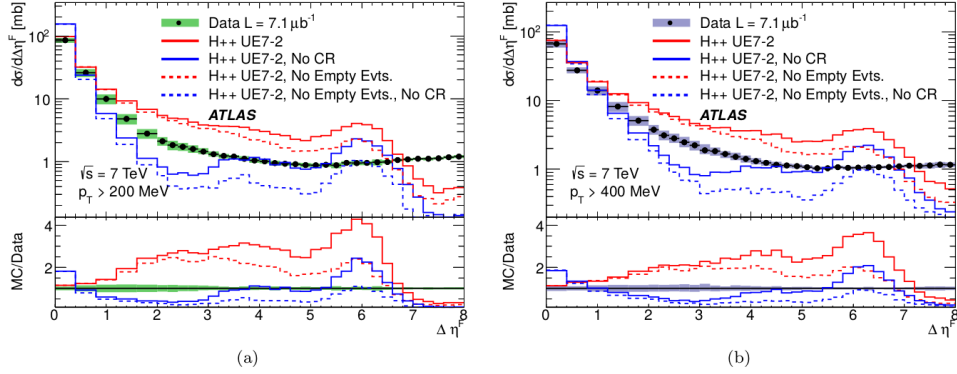 dσ/dΔη^F [mb]
10²
10
1
Data L = 7.1 μb⁻¹
H++ UE7-2
H++ UE7-2, No CR
H++ UE7-2, No Empty Evts.
H++ UE7-2, No Empty Evts., No CR
ATLAS
√s = 7 TeV
p_T > 200 MeV
MC/Data
4
2
0 1 2 3 4 5 6 7 8
Δη^F
(a)
dσ/dΔη^F [mb]
10²
10
1
Data L = 7.1 μb⁻¹
H++ UE7-2
H++ UE7-2, No CR
H++ UE7-2, No Empty Evts.
H++ UE7-2, No Empty Evts., No CR
ATLAS
√s = 7 TeV
p_T > 400 MeV
MC/Data
4
2
0 1 2 3 4 5 6 7 8
Δη^F
(b)